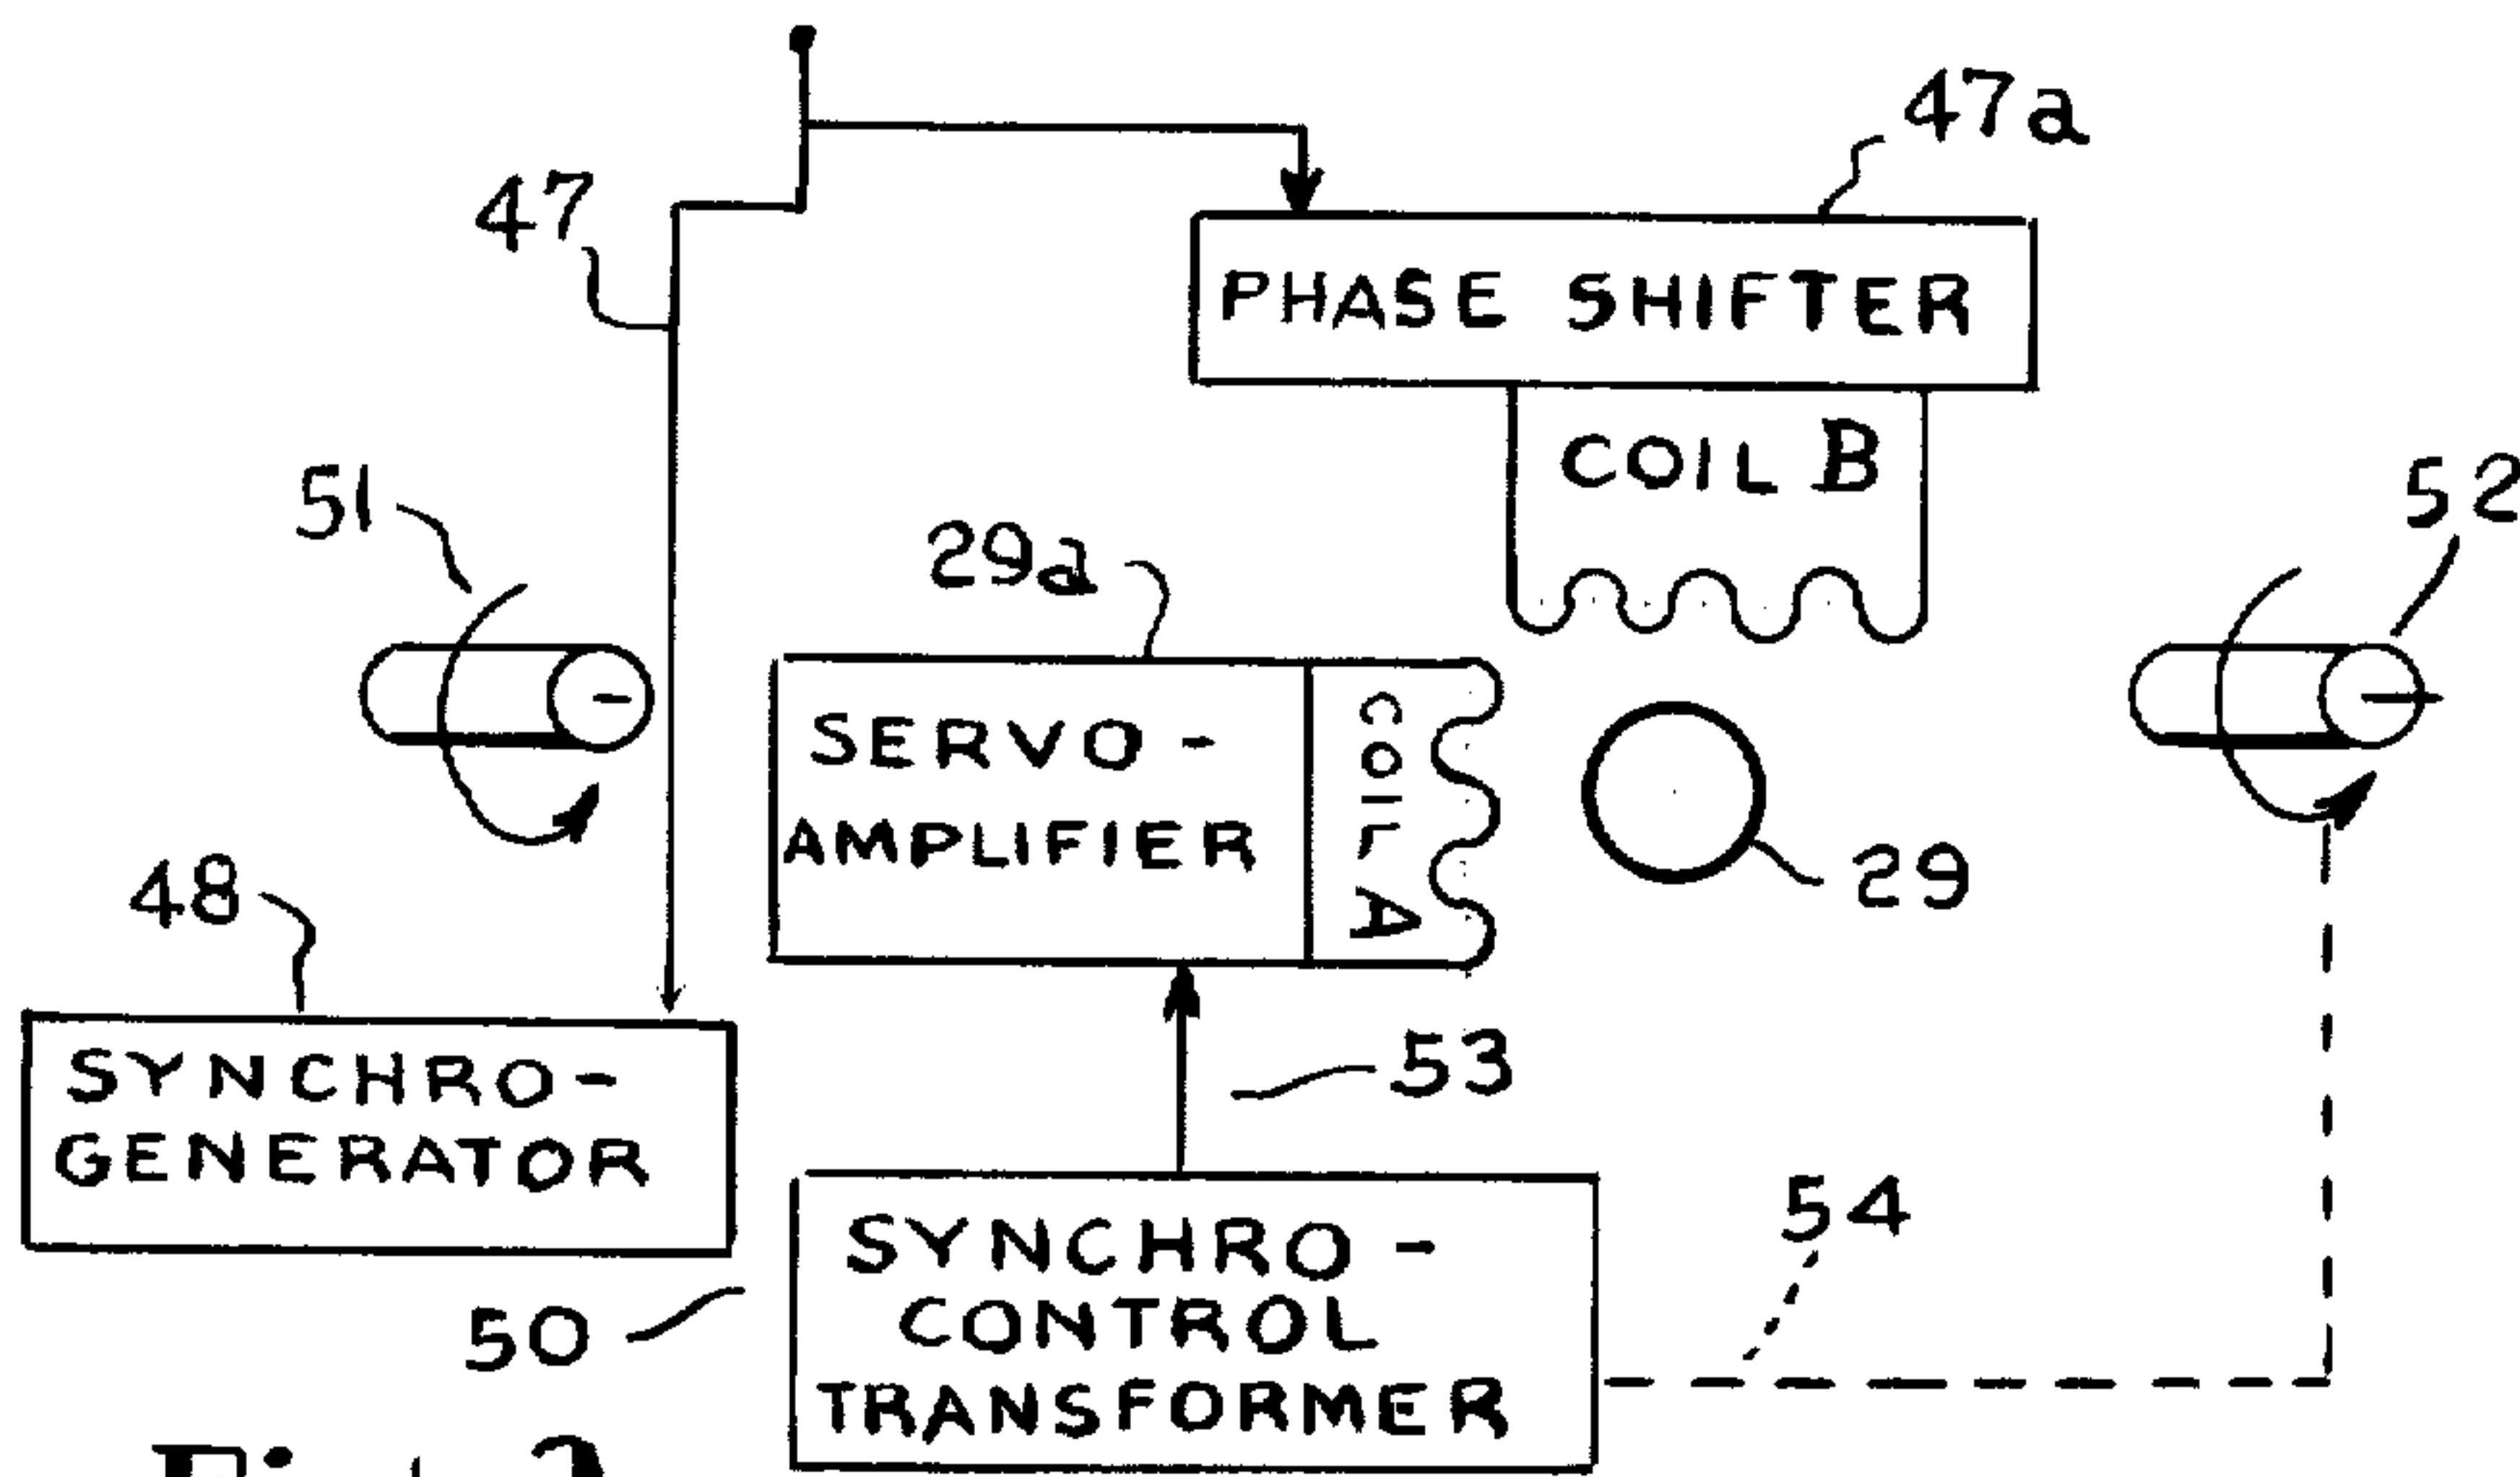 47a
47
PHASE SHIFTER
COIL B
51
52
29a
SERVO-
AMPLIFIER
COIL A
29
48
SYNCHRO-
GENERATOR
53
54
SYNCHRO-
CONTROL
TRANSFORMER
50